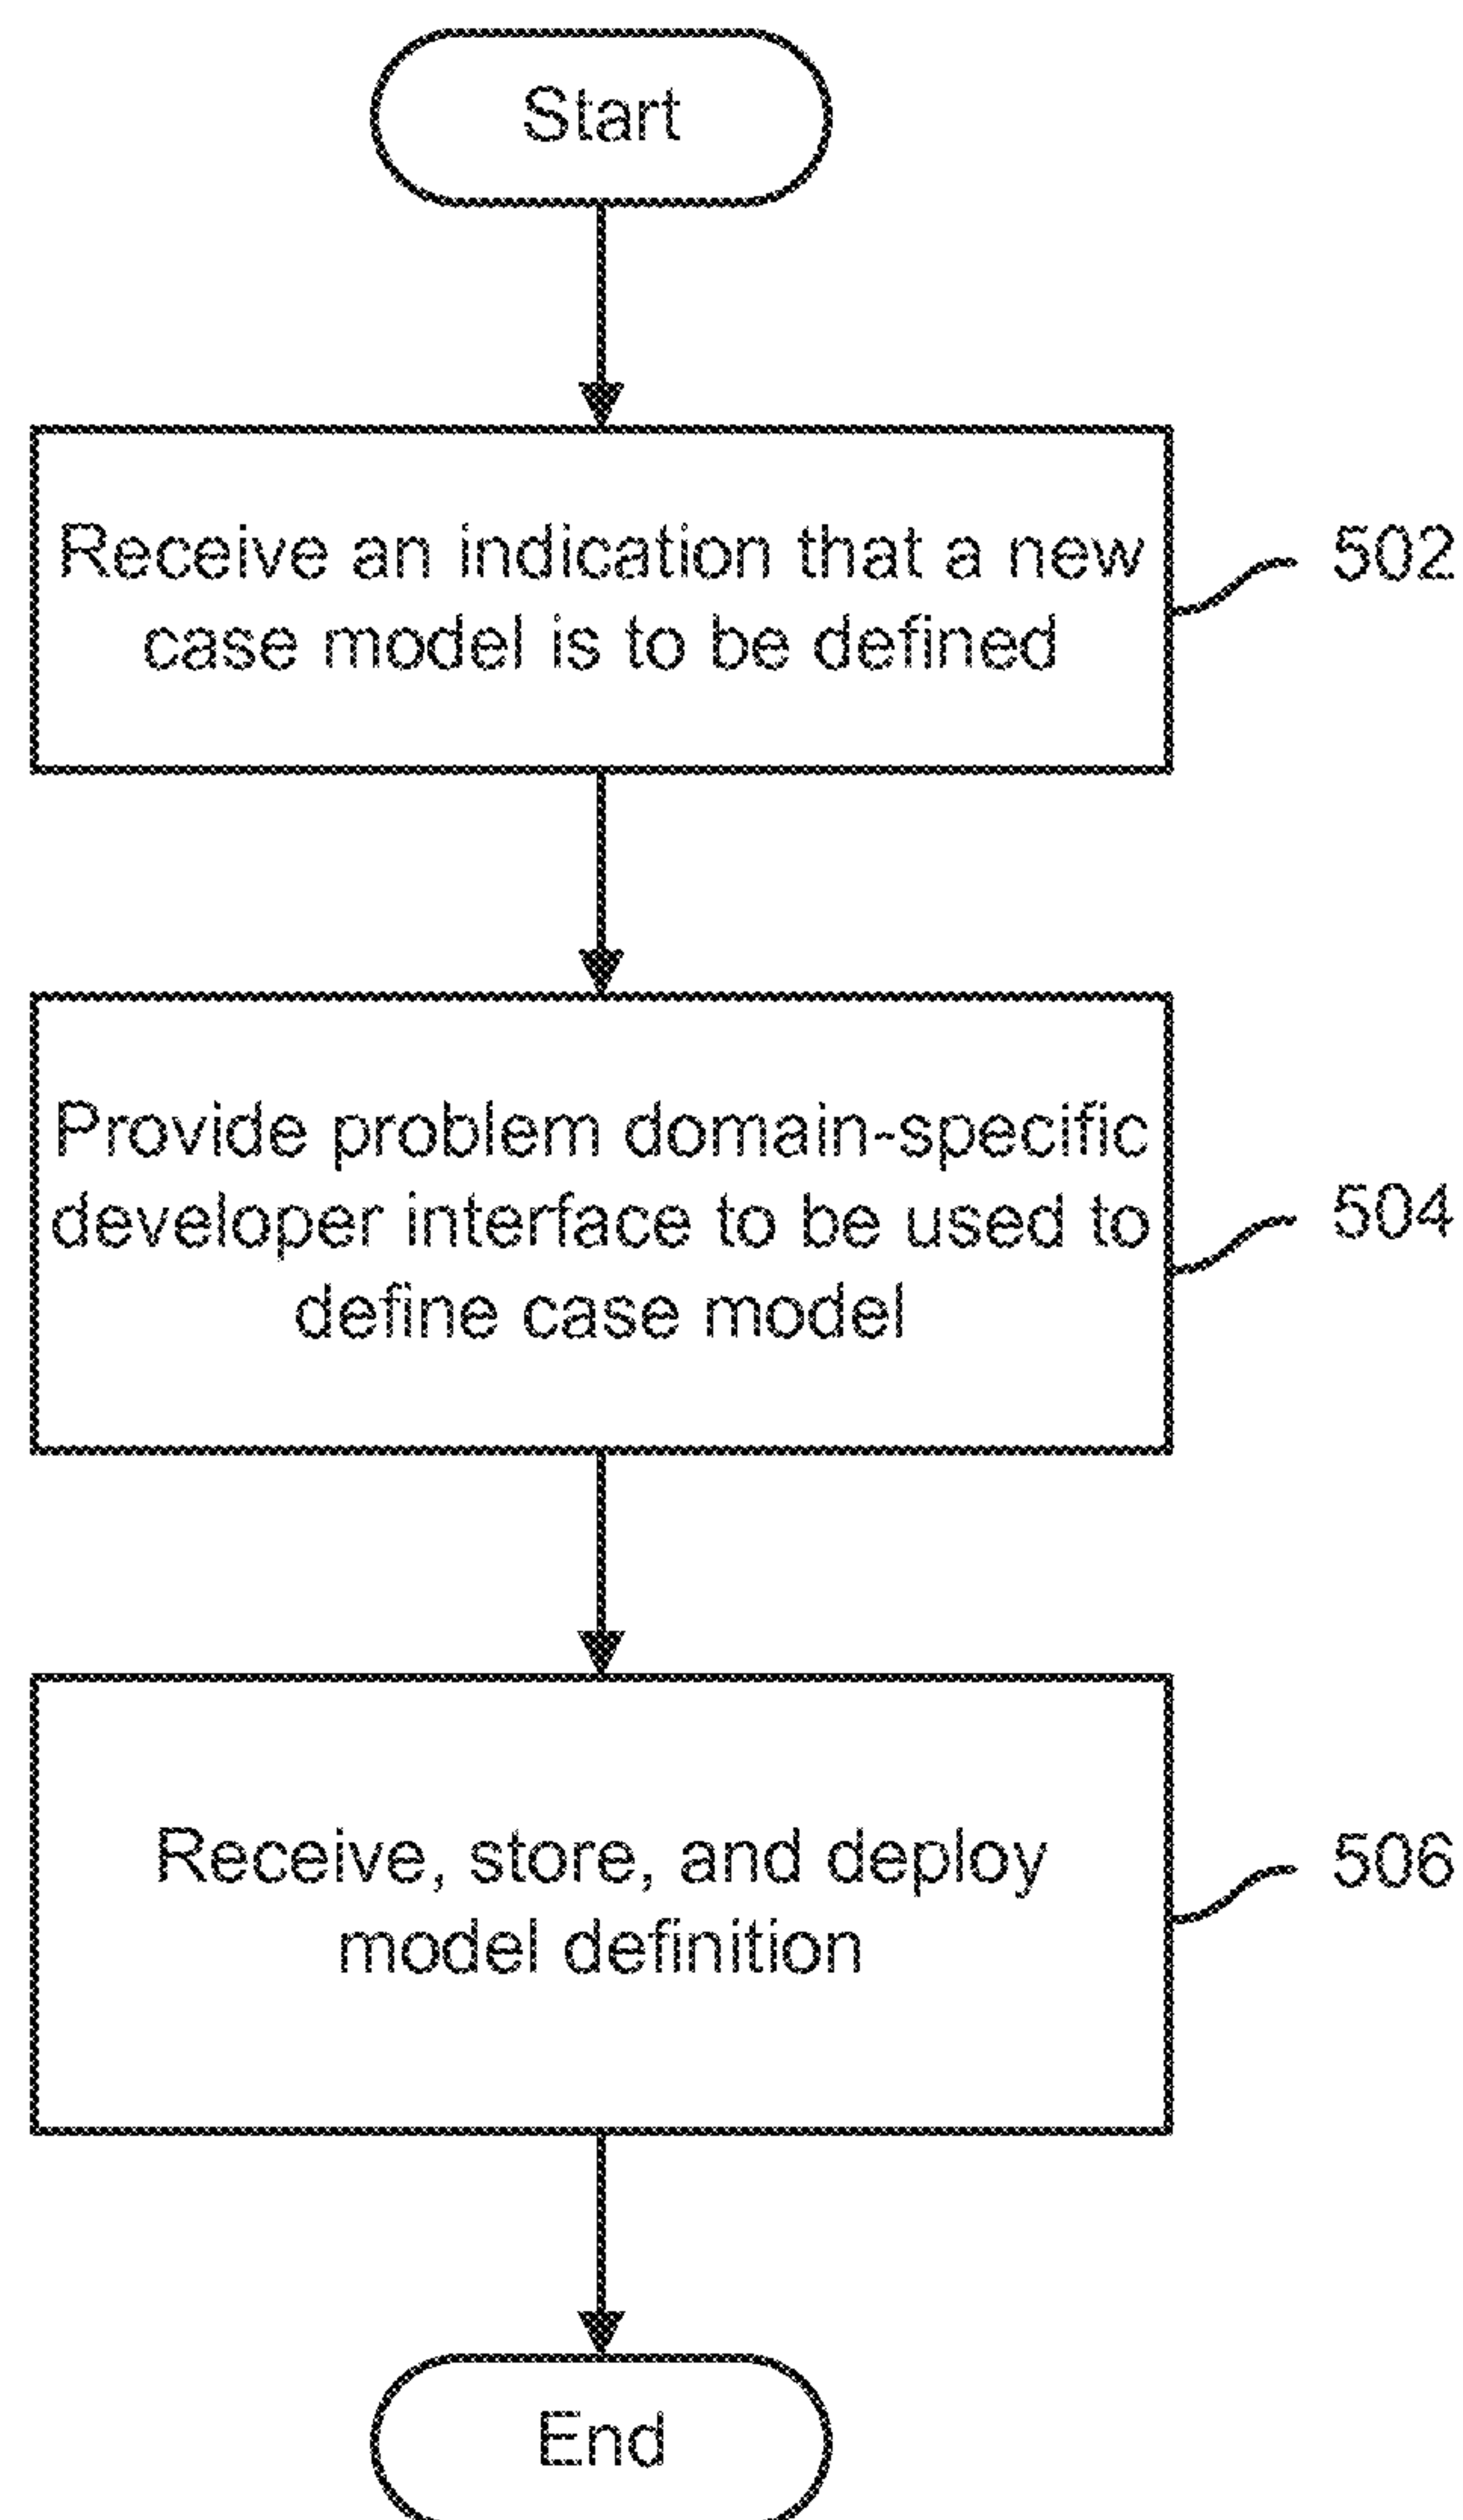 Start
Receive an indication that a new
case model is to be defined
502
Provide problem domain-specific
developer interface to be used to
define case model
504
Receive, store, and deploy
model definition
506
End